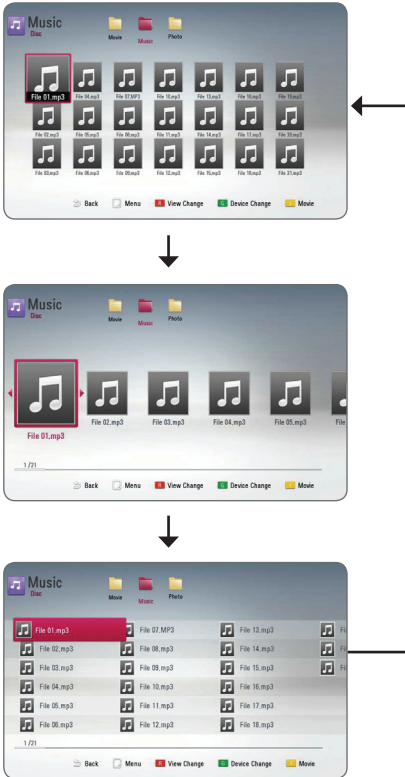 Music
Disc
Movie Music Photo
File 01.mp3 File 04.mp3 File 07.MP3 File 10.mp3 File 13.mp3 File 16.mp3 File 19.mp3
File 02.mp3 File 05.mp3 File 08.mp3 File 11.mp3 File 14.mp3 File 17.mp3 File 20.mp3
File 03.mp3 File 06.mp3 File 09.mp3 File 12.mp3 File 15.mp3 File 18.mp3 File 21.mp3
Back Menu R View Change G Device Change Movie
Music
Disc
Movie Music Photo
File 02.mp3 File 03.mp3 File 04.mp3 File 05.mp3 File
File 01.mp3
1 /21
Back Menu R View Change G Device Change Movie
Music
Disc
Movie Music Photo
File 01.mp3 File 07.MP3 File 13.mp3 Fi
File 02.mp3 File 08.mp3 File 14.mp3 Fi
File 03.mp3 File 09.mp3 File 15.mp3 Fi
File 04.mp3 File 10.mp3 File 16.mp3
File 05.mp3 File 11.mp3 File 17.mp3
File 06.mp3 File 12.mp3 File 18.mp3
1 /21
Back Menu R View Change G Device Change Movie